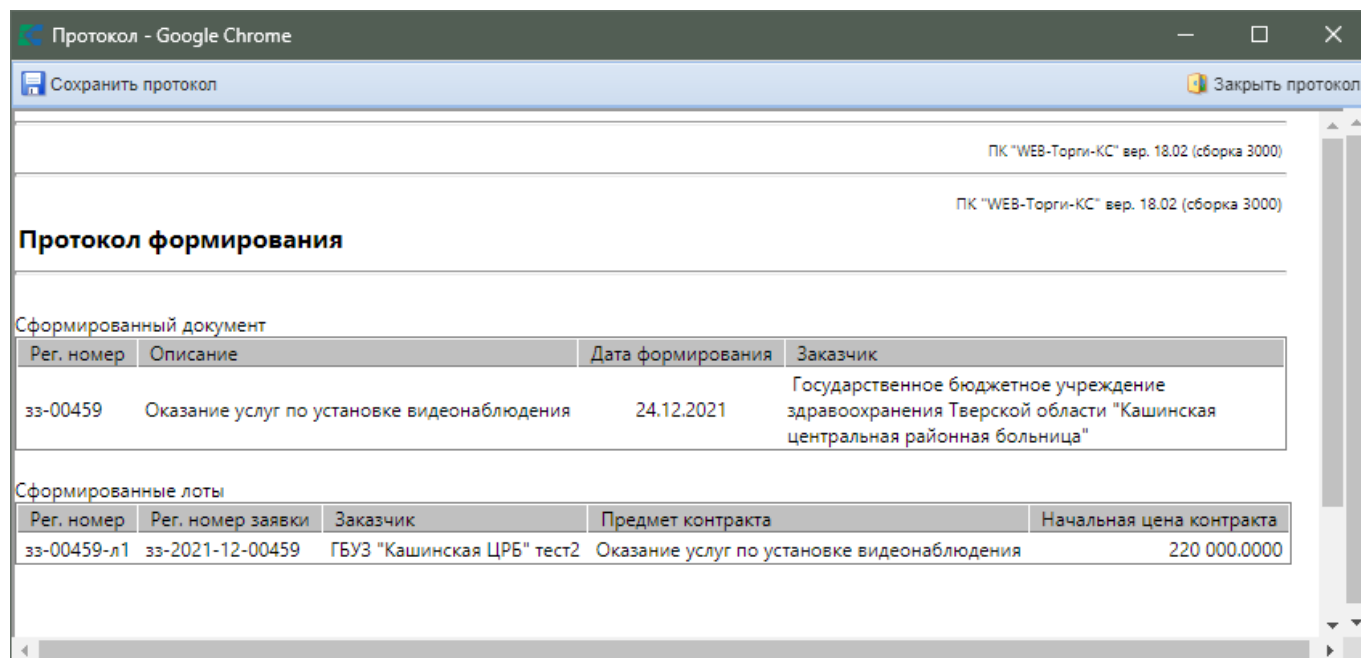 Протокол - Google Chrome
Сохранить протокол Закрыть протокол
ПК "WEB-Торги-КС" вер. 18.02 (сборка 3000)
ПК "WEB-Торги-КС" вер. 18.02 (сборка 3000)
Протокол формирования
Сформированный документ
Рег. номер Описание Дата формирования Заказчик
зз-00459 Оказание услуг по установке видеонаблюдения 24.12.2021 Государственное бюджетное учреждение
здравоохранения Тверской области "Кашинская
центральная районная больница"
Сформированные лоты
Рег. номер Рег. номер заявки Заказчик Предмет контракта Начальная цена контракта
зз-00459-л1 зз-2021-12-00459 ГБУЗ "Кашинская ЦРБ" тест2 Оказание услуг по установке видеонаблюдения 220 000.0000